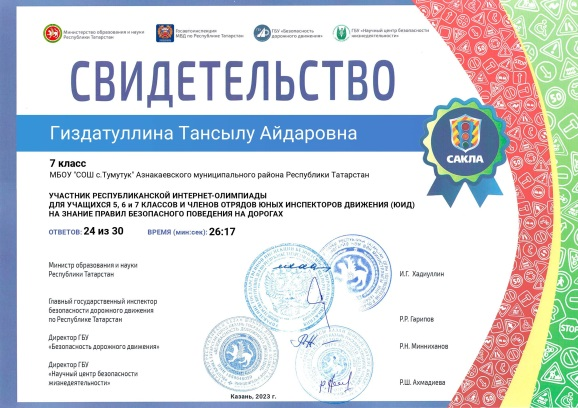 Министерство образования и науки
Республики Татарстан
Госавтоинспекция
МВД по Республике Татарстан
ГБУ «Безопасность
дорожного движения»
ГБУ «Научный центр безопасности
жизнедеятельности»
СВИДЕТЕЛЬСТВО
Гиздатуллина Тансылу Айдаровна
САКЛА
7 класс
МБОУ "СОШ с.Тумутук" Азнакаевского муниципального района Республики Татарстан
УЧАСТНИК РЕСПУБЛИКАНСКОЙ ИНТЕРНЕТ-ОЛИМПИАДЫ
ДЛЯ УЧАЩИХСЯ 5, 6 и 7 КЛАССОВ И ЧЛЕНОВ ОТРЯДОВ ЮНЫХ ИНСПЕКТОРОВ ДВИЖЕНИЯ (ЮИД)
НА ЗНАНИЕ ПРАВИЛ БЕЗОПАСНОГО ПОВЕДЕНИЯ НА ДОРОГАХ
ОТВЕТОВ: 24 из 30 ВРЕМЯ (мин:сек): 26:17
Министр образования и науки
Республики Татарстан
И.Г. Хадиуллин
Главный государственный инспектор
безопасности дорожного движения
по Республике Татарстан
Р.Р. Гарипов
Директор ГБУ
«Безопасность дорожного движения»
Р.Н. Минниханов
Директор ГБУ
«Научный центр безопасности
жизнедеятельности»
Р.Ш. Ахмадиева
Казань, 2023 г.